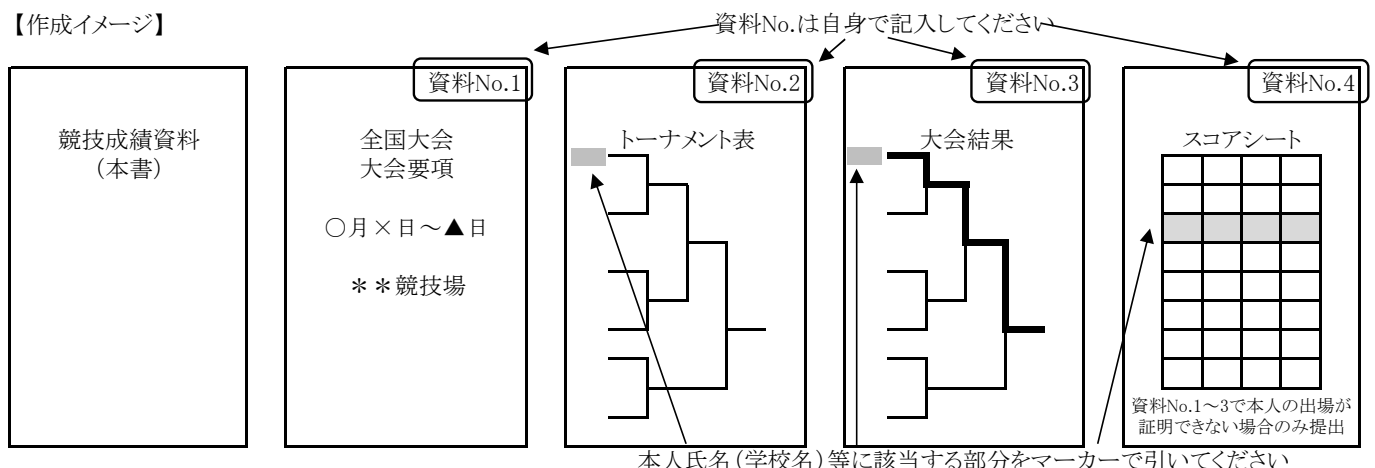 【作成イメージ】
資料No.は自身で記入してください
競技成績資料
(本書)
資料No.1
全国大会
大会要項
○月×日～▲日
＊＊競技場
資料No.2
トーナメント表
資料No.3
大会結果
資料No.4
スコアシート
資料No.1～3で本人の出場が
証明できない場合のみ提出
本人氏名(学校名)等に該当する部分をマーカーで引いてください